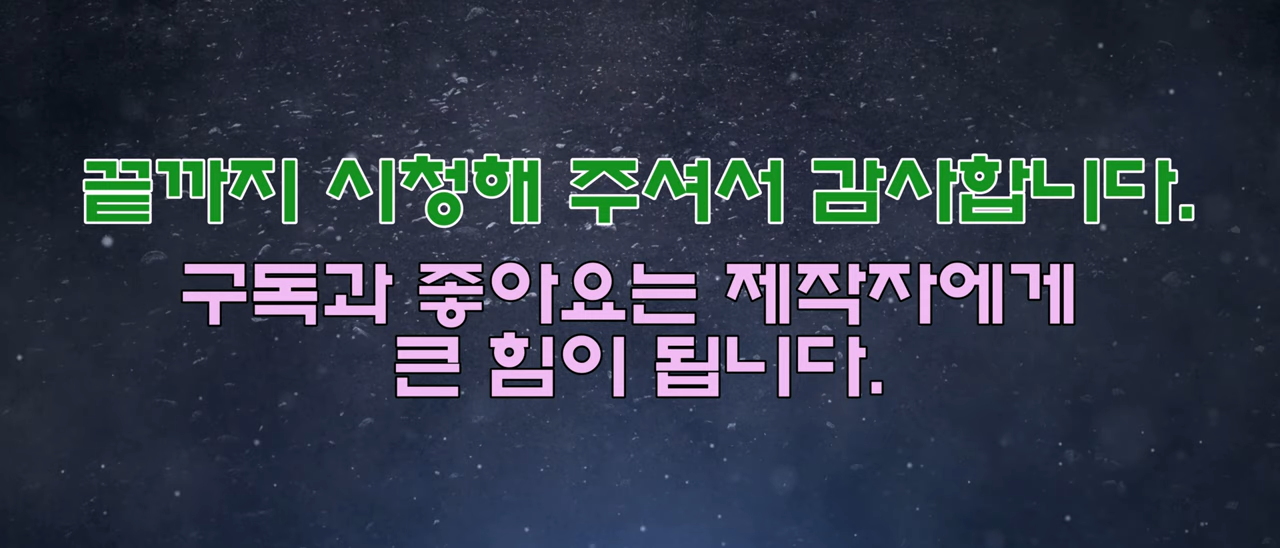 끝까지 시청해 주셔서 감사합니다.
구독과 좋아요는 제작자에게
큰 힘이 됩니다.